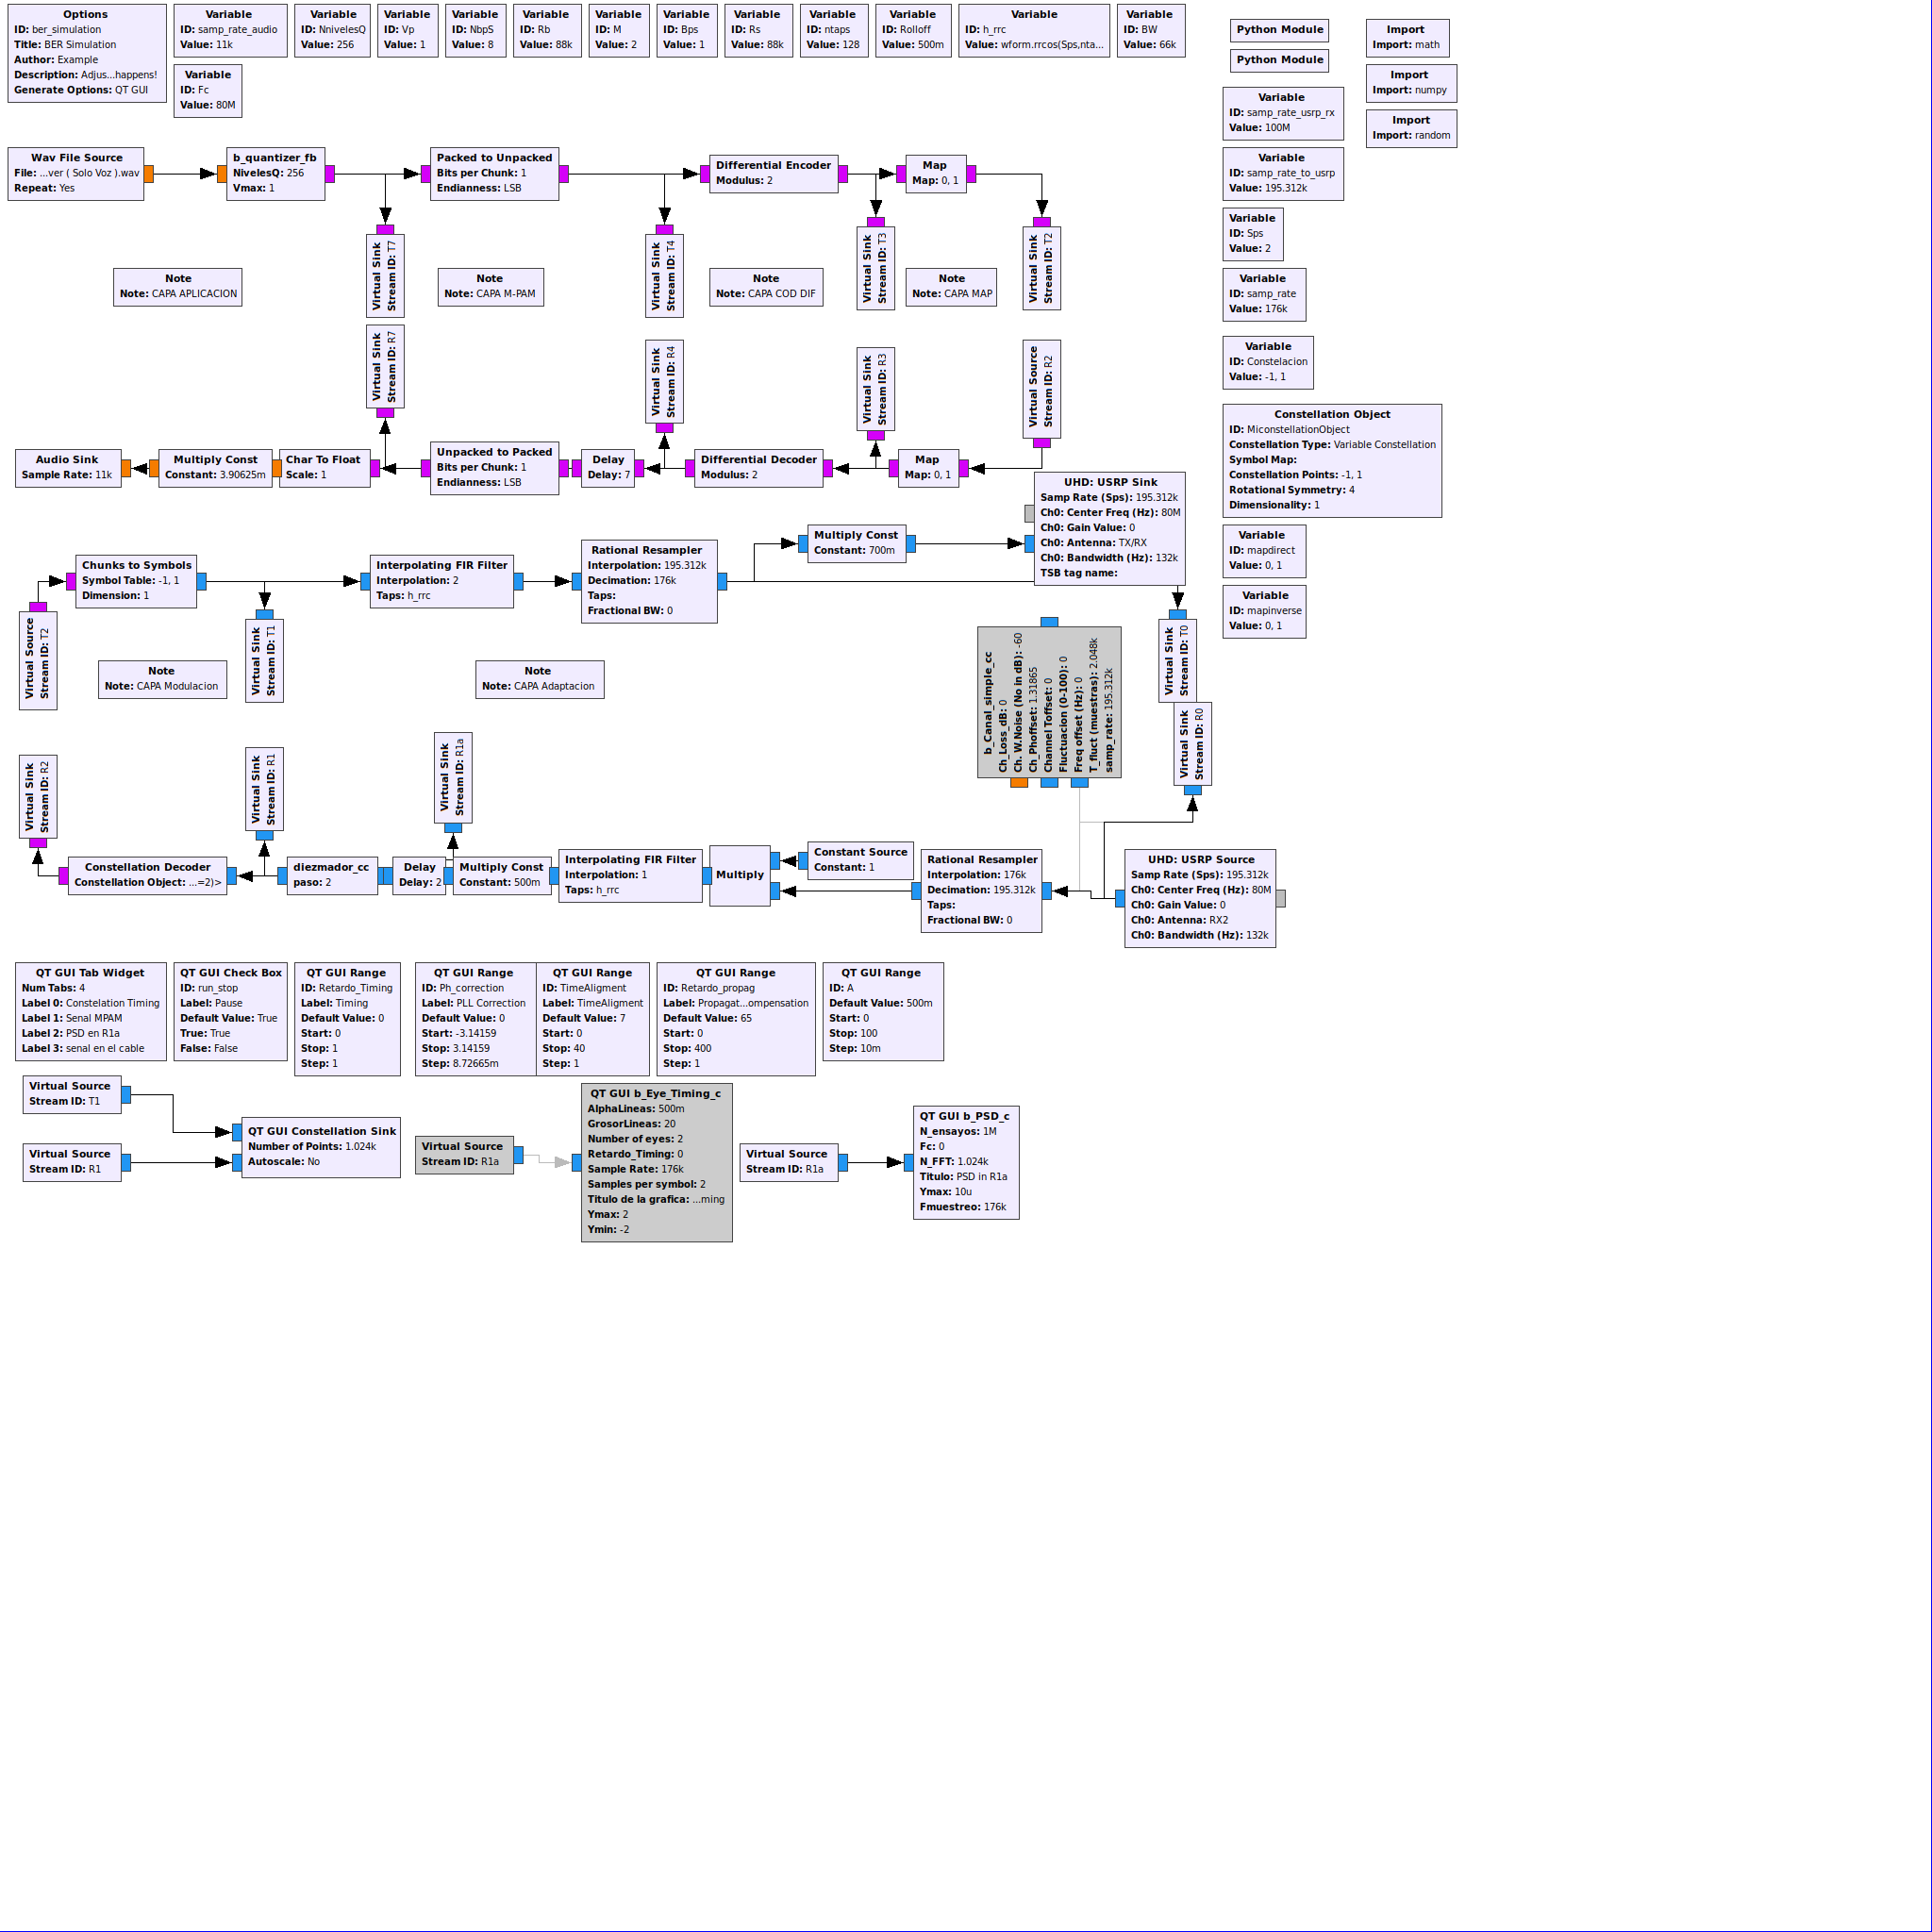 Options
ID: ber_simulation
Title: BER Simulation
Author: Example
Description: Adjus...happens!
Generate Options: QT GUI
Variable
ID: samp_rate_audio
Value: 11k
Variable
ID: NnivelesQ
Value: 256
Variable
ID: Vp
Value: 1
Variable
ID: NbpS
Value: 8
Variable
ID: Rb
Value: 88k
Variable
ID: M
Value: 2
Variable
ID: Bps
Value: 1
Variable
ID: Rs
Value: 88k
Variable
ID: ntaps
Value: 128
Variable
ID: Rolloff
Value: 500m
Variable
ID: h_rrc
Value: wform.rrcos(Sps,nta...
Variable
ID: BW
Value: 66k
Variable
ID: Fc
Value: 80M
Python Module
Python Module
Import
Import: math
Import
Import: numpy
Import
Import: random
Variable
ID: samp_rate_usrp_rx
Value: 100M
Variable
ID: samp_rate_to_usrp
Value: 195.312k
Variable
ID: Sps
Value: 2
Variable
ID: samp_rate
Value: 176k
Variable
ID: Constelacion
Value: -1, 1
Constellation Object
ID: MiconstellationObject
Constellation Type: Variable Constellation
Symbol Map:
Constellation Points: -1, 1
Rotational Symmetry: 4
Dimensionality: 1
Variable
ID: mapdirect
Value: 0, 1
Variable
ID: mapinverse
Value: 0, 1
Wav File Source
File: ...ver ( Solo Voz ).wav
Repeat: Yes
b_quantizer_fb
NivelesQ: 256
Vmax: 1
Packed to Unpacked
Bits per Chunk: 1
Endianness: LSB
Differential Encoder
Modulus: 2
Map
Map: 0, 1
Virtual Sink
Stream ID: T7
Virtual Sink
Stream ID: T4
Virtual Sink
Stream ID: T3
Virtual Sink
Stream ID: T2
Note
Note: CAPA APLICACION
Note
Note: CAPA M-PAM
Note
Note: CAPA COD DIF
Note
Note: CAPA MAP
Virtual Sink
Stream ID: R7
Virtual Sink
Stream ID: R4
Virtual Sink
Stream ID: R3
Virtual Source
Stream ID: R2
Audio Sink
Sample Rate: 11k
Multiply Const
Constant: 3.90625m
Char To Float
Scale: 1
Unpacked to Packed
Bits per Chunk: 1
Endianness: LSB
Delay
Delay: 7
Differential Decoder
Modulus: 2
Map
Map: 0, 1
UHD: USRP Sink
Samp Rate (Sps): 195.312k
Ch0: Center Freq (Hz): 80M
Ch0: Gain Value: 0
Ch0: Antenna: TX/RX
Ch0: Bandwidth (Hz): 132k
TSB tag name:
Chunks to Symbols
Symbol Table: -1, 1
Dimension: 1
Interpolating FIR Filter
Interpolation: 2
Taps: h_rrc
Rational Resampler
Interpolation: 195.312k
Decimation: 176k
Taps:
Fractional BW: 0
Multiply Const
Constant: 700m
Virtual Source
Stream ID: T2
Note
Note: CAPA Modulacion
Virtual Sink
Stream ID: T1
Note
Note: CAPA Adaptacion
b_Canal_simple_cc
Ch_Loss_dB: 0
Ch. W.Noise (No in dB): -60
Ch_Phoffset: 1.31865
Channel Toffset: 0
Fluctuacion (0-100): 0
Freq offset (Hz): 0
T_fluct (muestras): 2.048k
samp_rate: 195.312k
Virtual Sink
Stream ID: T0
Virtual Sink
Stream ID: R0
Virtual Sink
Stream ID: R2
Virtual Sink
Stream ID: R1
Virtual Sink
Stream ID: R1a
Constellation Decoder
Constellation Object: ...=2)>
diezmador_cc
paso: 2
Delay
Delay: 2
Multiply Const
Constant: 500m
Interpolating FIR Filter
Interpolation: 1
Taps: h_rrc
Multiply
Constant Source
Constant: 1
Rational Resampler
Interpolation: 176k
Decimation: 195.312k
Taps:
Fractional BW: 0
UHD: USRP Source
Samp Rate (Sps): 195.312k
Ch0: Center Freq (Hz): 80M
Ch0: Gain Value: 0
Ch0: Antenna: RX2
Ch0: Bandwidth (Hz): 132k
QT GUI Tab Widget
Num Tabs: 4
Label 0: Constelation Timing
Label 1: Senal MPAM
Label 2: PSD en R1a
Label 3: senal en el cable
QT GUI Check Box
ID: run_stop
Label: Pause
Default Value: True
True: True
False: False
QT GUI Range
ID: Retardo_Timing
Label: Timing
Default Value: 0
Start: 0
Stop: 1
Step: 1
QT GUI Range
ID: Ph_correction
Label: PLL Correction
Default Value: 0
Start: -3.14159
Stop: 3.14159
Step: 8.72665m
QT GUI Range
ID: TimeAligment
Label: TimeAligment
Default Value: 7
Start: 0
Stop: 40
Step: 1
QT GUI Range
ID: Retardo_propag
Label: Propagat...ompensation
Default Value: 65
Start: 0
Stop: 400
Step: 1
QT GUI Range
ID: A
Default Value: 500m
Start: 0
Stop: 100
Step: 10m
Virtual Source
Stream ID: T1
Virtual Source
Stream ID: R1
QT GUI Constellation Sink
Number of Points: 1.024k
Autoscale: No
Virtual Source
Stream ID: R1a
QT GUI b_Eye_Timing_c
AlphaLineas: 500m
GrosorLineas: 20
Number of eyes: 2
Retardo_Timing: 0
Sample Rate: 176k
Samples per symbol: 2
Titulo de la grafica: ...ming
Ymax: 2
Ymin: -2
Virtual Source
Stream ID: R1a
QT GUI b_PSD_c
N_ensayos: 1M
Fc: 0
N_FFT: 1.024k
Titulo: PSD in R1a
Ymax: 10u
Fmuestreo: 176k